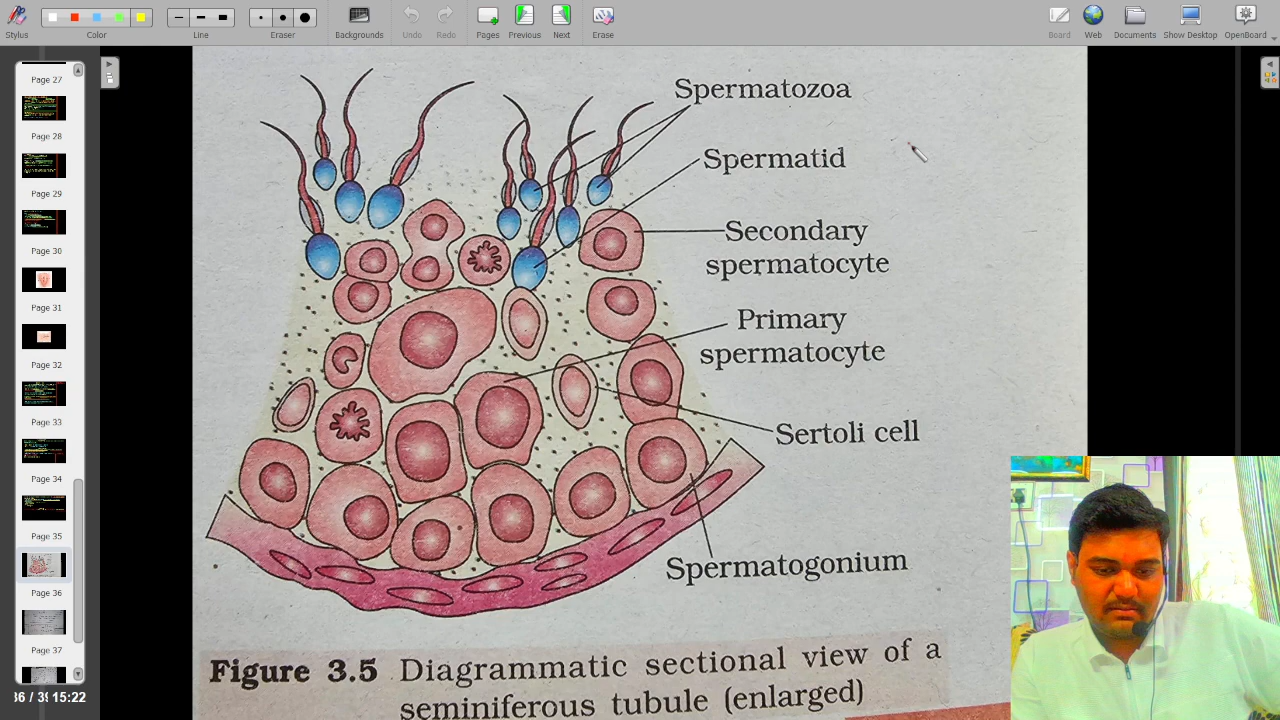 Stylus
Color
Line
Eraser
Backgrounds
Undo
Redo
Pages
Previous
Next
Erase
Board
Web
Documents
Show Desktop
OpenBoard
Page 27
Page 28
Page 29
Page 30
Page 31
Page 32
Page 33
Page 34
Page 35
Page 36
Page 37
15:22
Spermatozoa
Spermatid
Secondary
spermatocyte
Primary
spermatocyte
Sertoli cell
Spermatogonium
Figure 3.5 Diagrammatic sectional view of a
seminiferous tubule (enlarged)